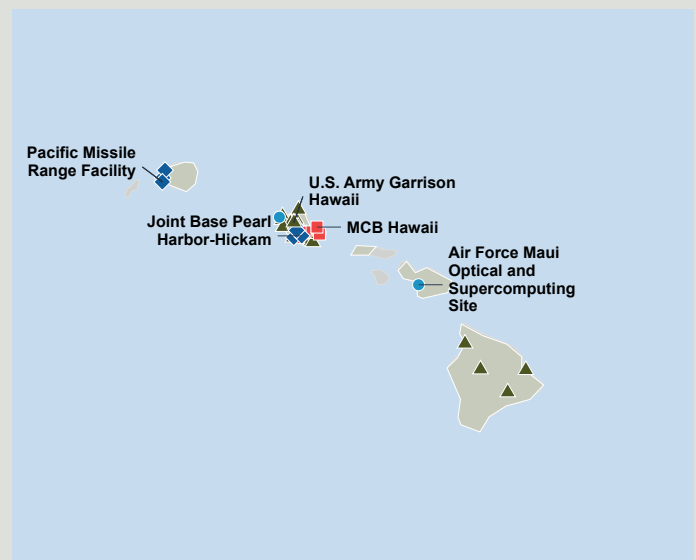 Pacific Missile
Range Facility
U.S. Army Garrison
Hawaii
Joint Base Pearl
Harbor-Hickam
MCB Hawaii
Air Force Maui
Optical and
Supercomputing
Site